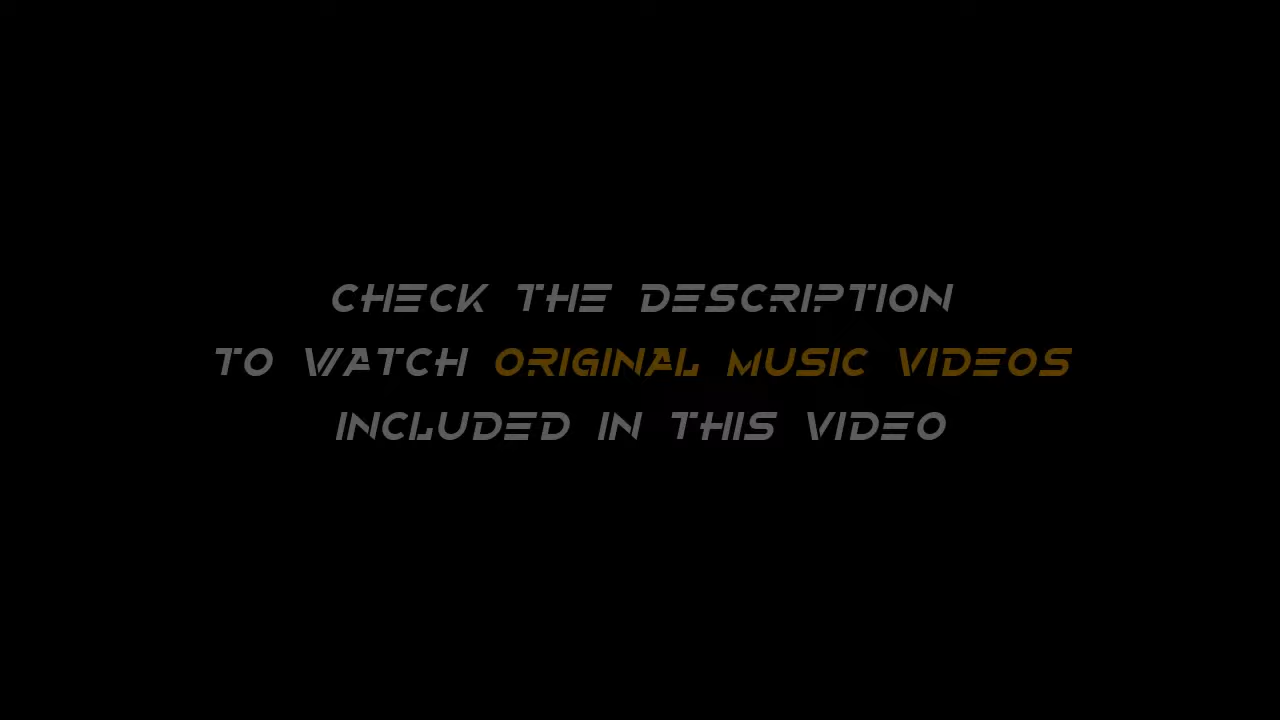 CHECK THE DESCRIPTION
TO WATCH ORIGINAL MUSIC VIDEOS
INCLUDED IN THIS VIDEO